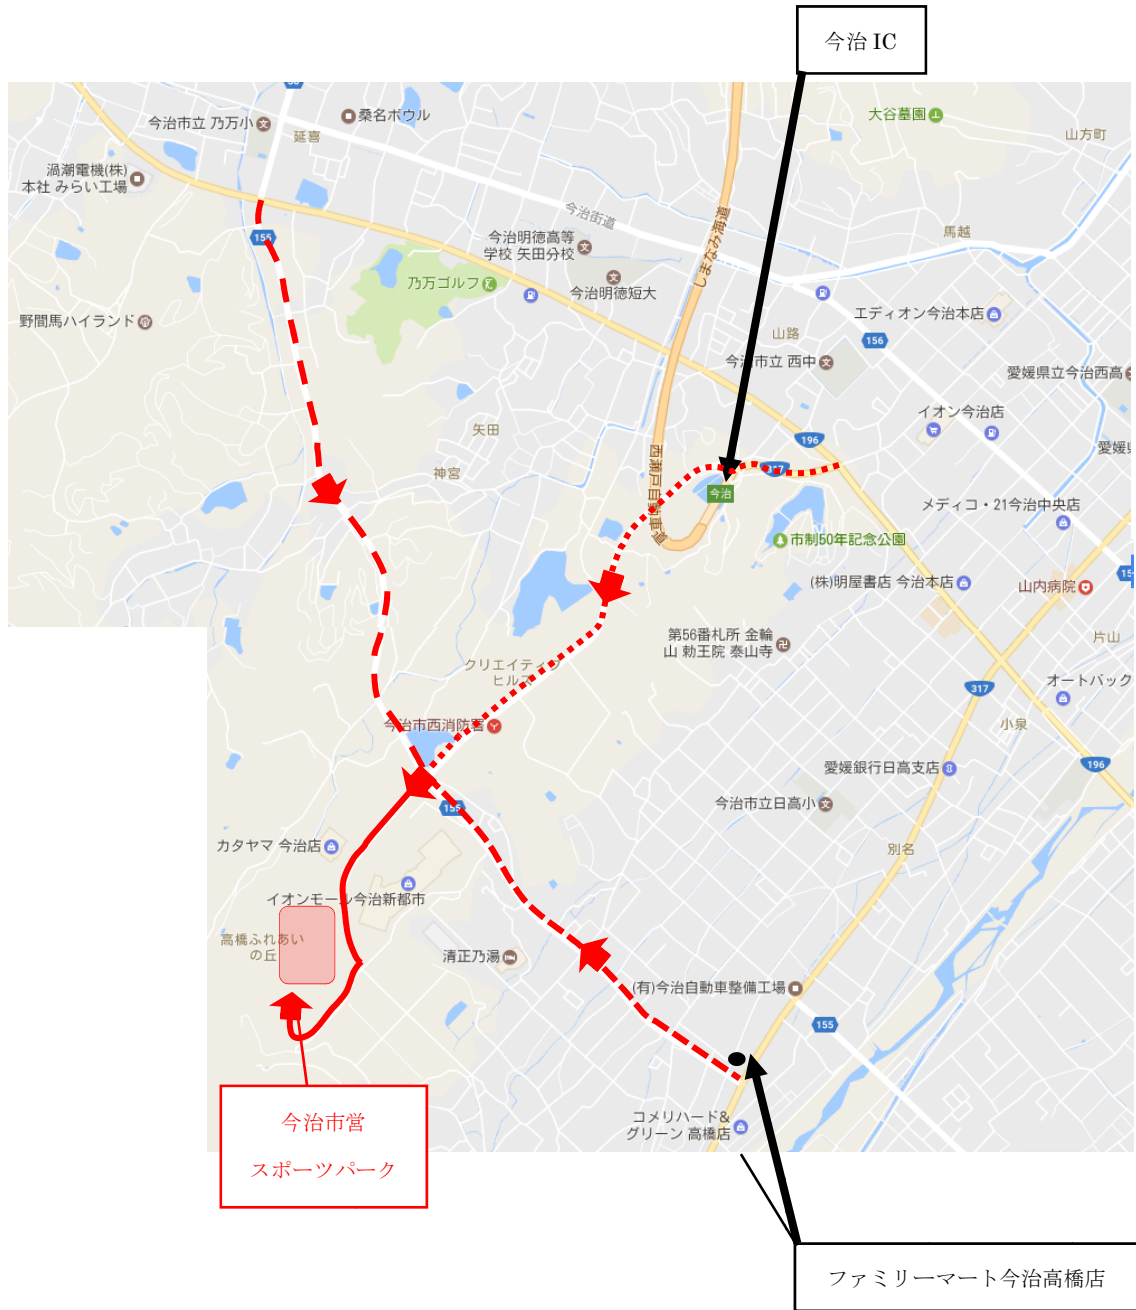 今治 IC
今治市立 乃万小
桑名ボウル
延喜
大谷墓園
山方町
渦潮電機(株)
本社 みらい工場
今治街道
しまなみ海道
馬越
155
今治明徳高等
学校 矢田分校
乃万ゴルフ
今治明徳短大
野間馬ハイランド
エディオン今治本店
山路
156
今治市立 西中
愛媛県立今治西高
イオン今治店
矢田
196
愛媛県
神宮
西瀬戸自動車道
317
今治
メディコ・21今治中央店
市制50年記念公園
(株)明屋書店 今治本店
山内病院
15
第56番札所 金輪
山 勅王院 泰山寺
片山
クリエイティブ
ヒルズ
オートバック
317
小泉
今治市西消防署
愛媛銀行日高支店
196
155
今治市立日高小
カタヤマ 今治店
別名
イオンモール今治新都市
高橋ふれあい
の丘
清正乃湯
(有)今治自動車整備工場
155
コメリハード&
グリーン 高橋店
今治市営
スポーツパーク
ファミリーマート今治高橋店